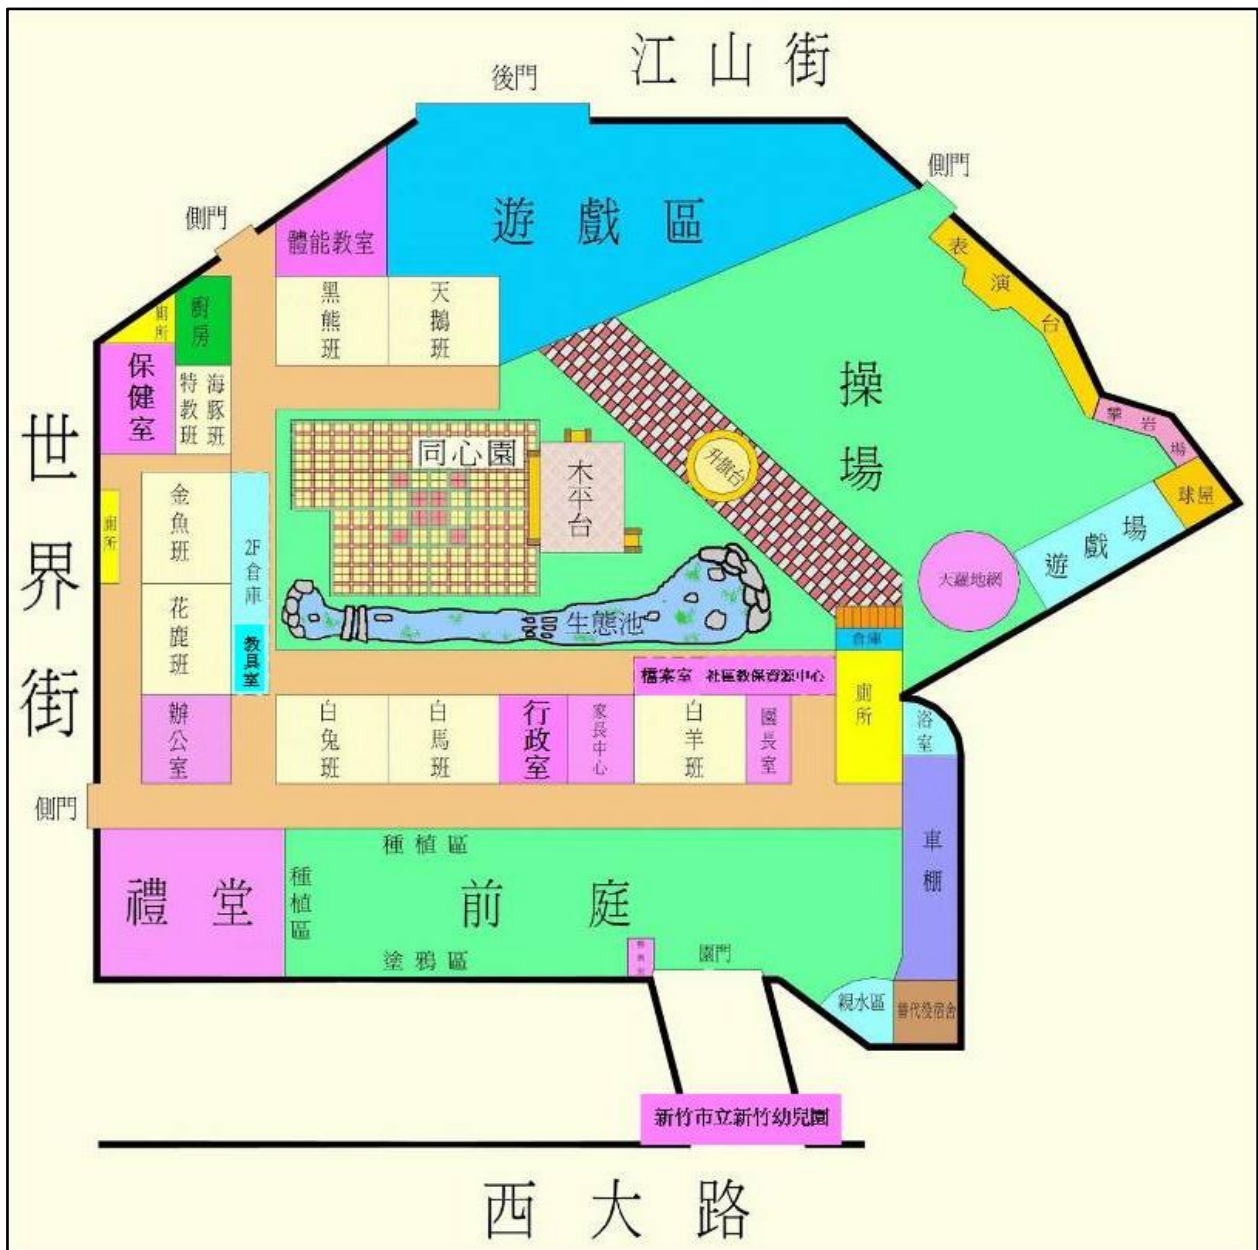 江山街
後門
側門
側門
遊戲區
體能教室
表演台
廁所
廚房
黑熊班
天鵝班
保健室
特教班
海豚班
操場
攀岩場
世界街
同心園
木平台
升旗台
球屋
金魚班
廁所
2F倉庫
遊戲場
天羅地網
花鹿班
教具室
生態池
倉庫
檔案室 社區教保資源中心
廁所
辦公室
白兔班
白馬班
行政室
家長中心
白羊班
園長室
浴室
側門
種植區
車棚
禮堂
種植區
前庭
塗鴉區
園門
親水區
替代役宿舍
新竹市立新竹幼兒園
西大路